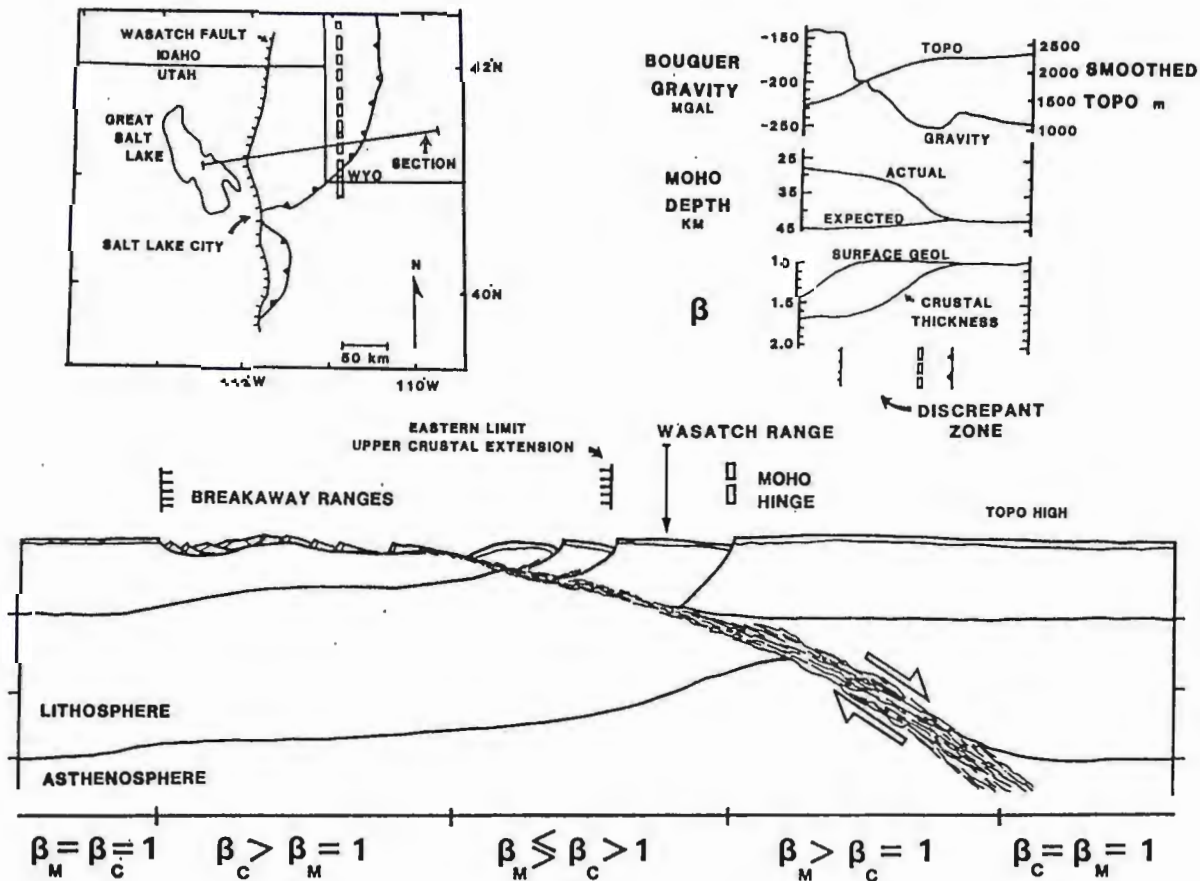 WASATCH FAULT
IDAHO
UTAH
42N
GREAT
SALT
LAKE
SECTION
WYO
SALT LAKE CITY
N
40N
50 km
112W
110W
BOUGUER
GRAVITY
MGAL
-150
-200
-250
TOPO
GRAVITY
2500
2000
1500
1000
SMOOTHED
TOPO m
MOHO
DEPTH
KM
25
35
45
ACTUAL
EXPECTED
β
1.0
1.5
2.0
SURFACE GEOL
CRUSTAL
THICKNESS
DISCREPANT
ZONE
EASTERN LIMIT
UPPER CRUSTAL EXTENSION
WASATCH RANGE
BREAKAWAY RANGES
MOHO
HINGE
TOPO HIGH
LITHOSPHERE
ASTHENOSPHERE
β_M = β_C = 1
β_C > β_M = 1
β_M ⪋ β_C > 1
β_M > β_C = 1
β_C = β_M = 1